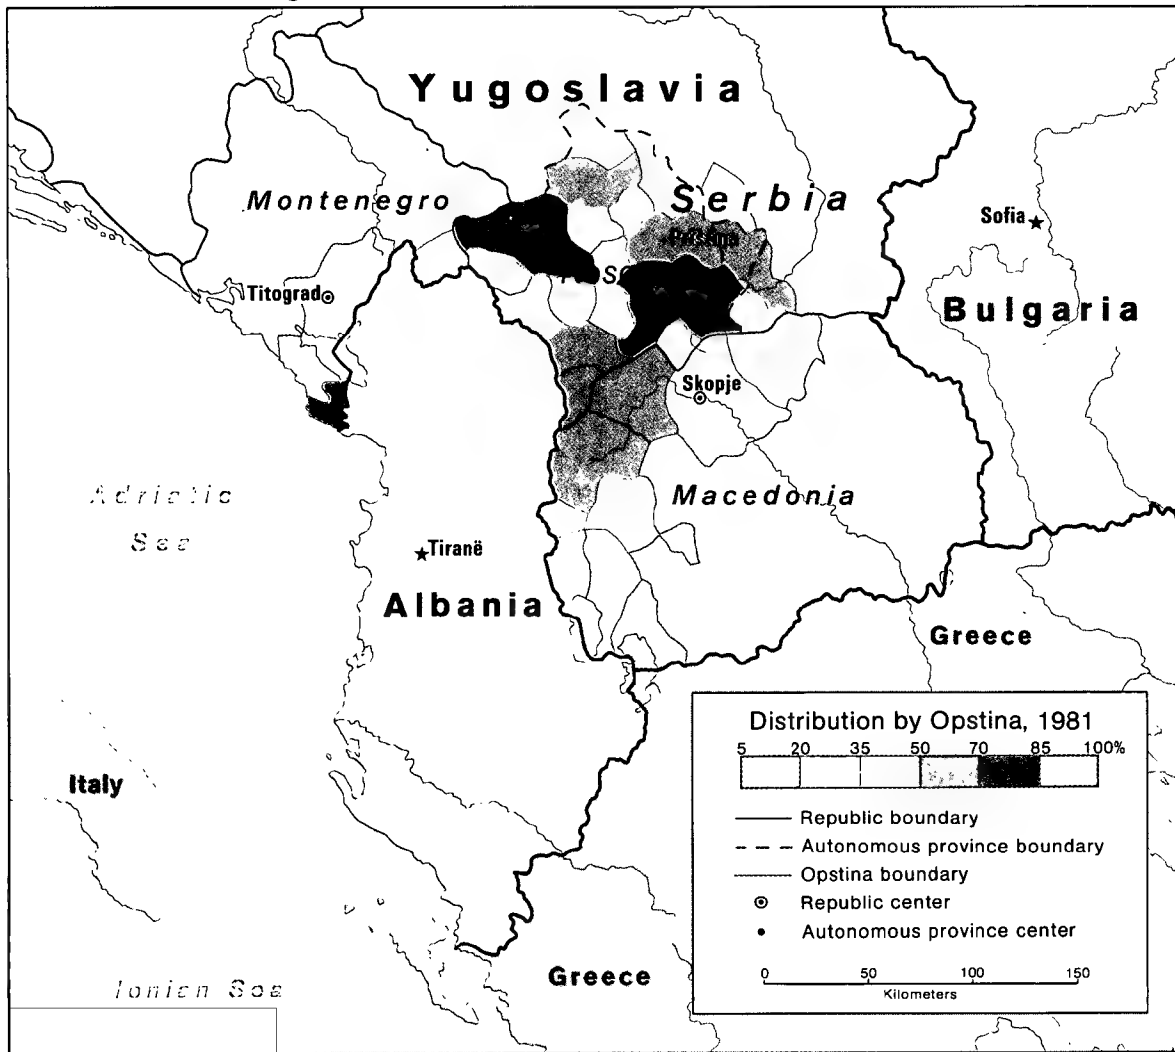 Yugoslavia
Montenegro
Serbia
Sofia
Titograd
Bulgaria
Skopje
Adriatic
Sea
Macedonia
Tiranë
Albania
Greece
Italy
Distribution by Opstina, 1981
5 20 35 50 70 85 100%
Republic boundary
Autonomous province boundary
Opstina boundary
Republic center
Autonomous province center
0 50 100 150
Kilometers
Greece
Ionian Sea